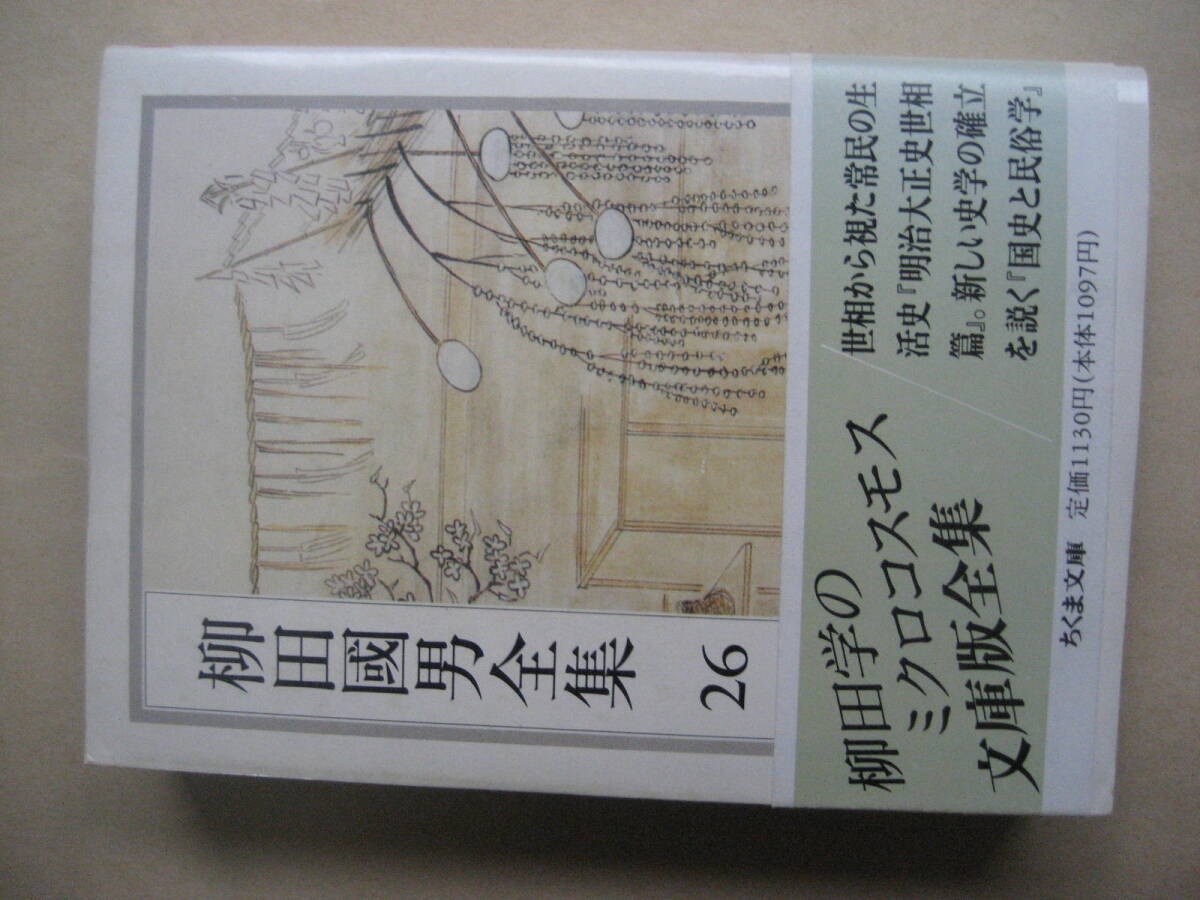 柳田國男全集
26
柳田学の
ミクロコスモス
文庫版全集
世相から視た常民の生
活史『明治大正史世相
篇』。新しい史学の確立
を説く『国史と民俗学』
ちくま文庫 定価1130円(本体1097円)